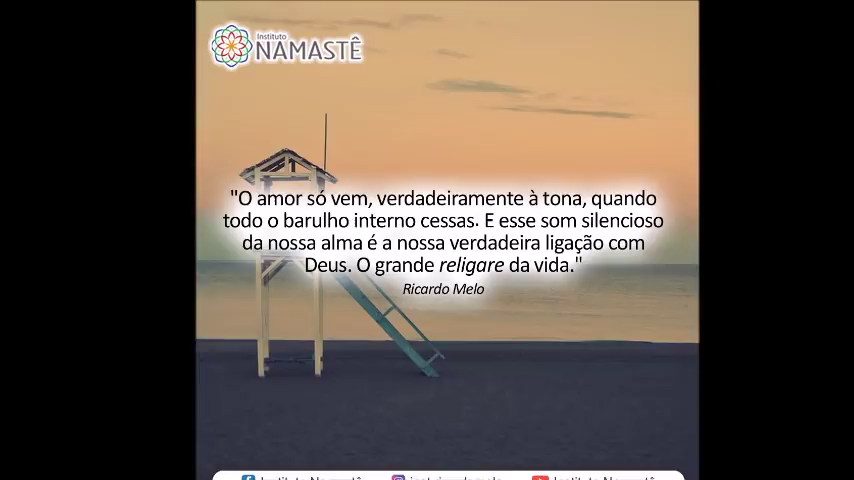 Instituto
NAMASTÊ
"O amor só vem, verdadeiramente à tona, quando
todo o barulho interno cessas. E esse som silencioso
da nossa alma é a nossa verdadeira ligação com
Deus. O grande religare da vida."
Ricardo Melo